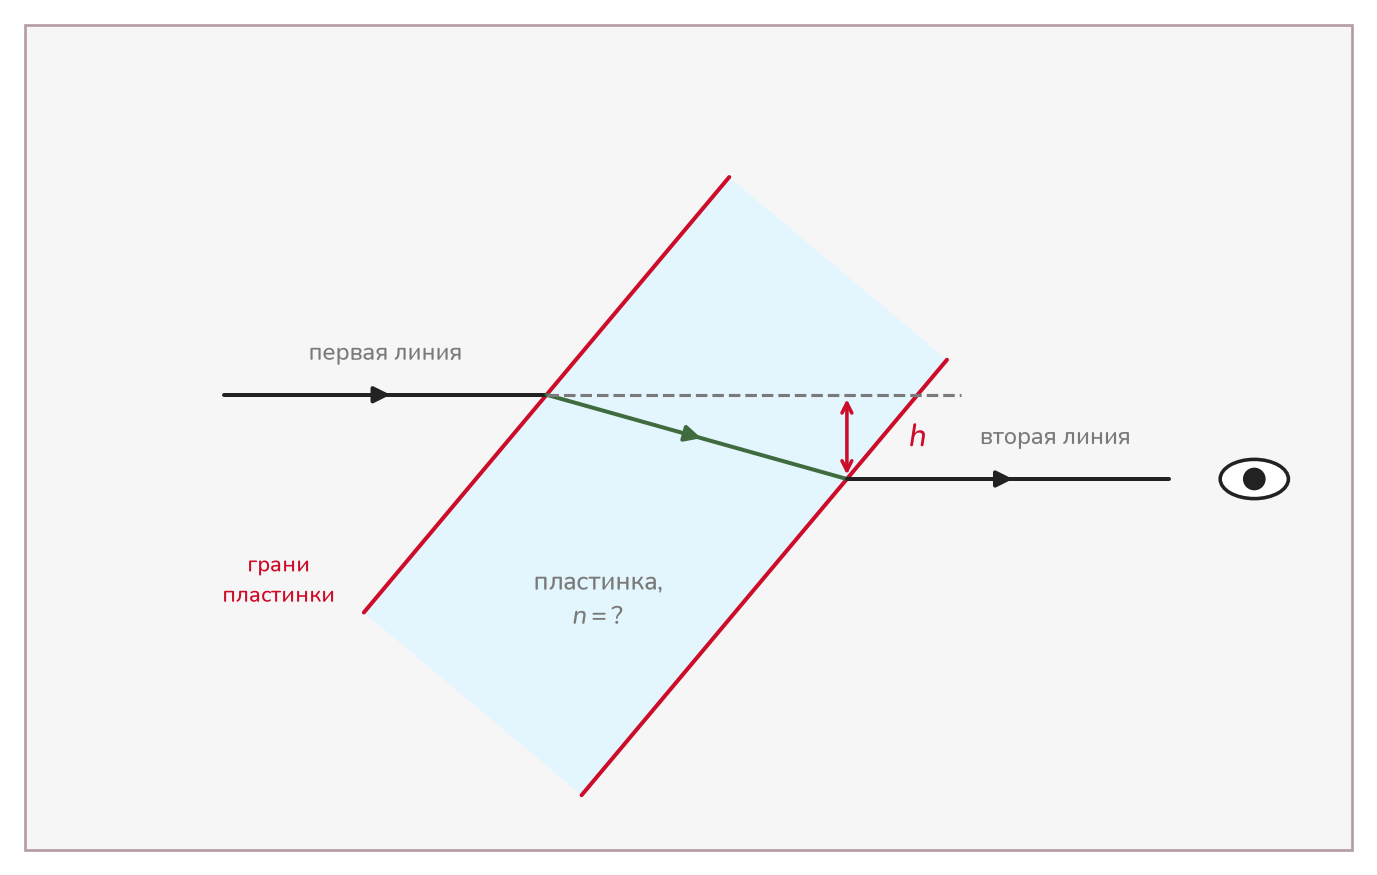 первая линия
h
вторая линия
грани
пластинки
пластинка,
n = ?